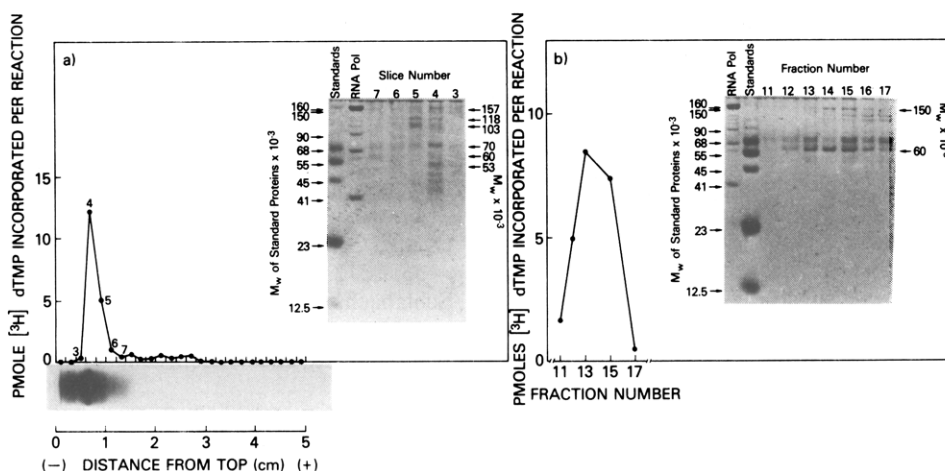 a)
PMOLE [³H] dTMP INCORPORATED PER REACTION
15
10
5
0
3
4
5
6
7
0 1 2 3 4 5
(−) DISTANCE FROM TOP (cm) (+)
Standards
RNA Pol
Slice Number
7 6 5 4 3
Mw of Standard Proteins x 10-3
160
150
90
68
55
45
41
23
12.5
157
118
103
70
60
53
Mw x 10-3
b)
PMOLES [³H] dTMP INCORPORATED PER REACTION
10
5
0
11 13 15 17
FRACTION NUMBER
RNA Pol
Standards
Fraction Number
11 12 13 14 15 16 17
Mw of Standard Proteins x 10-3
160
150
90
68
55
45
41
23
12.5
150
60